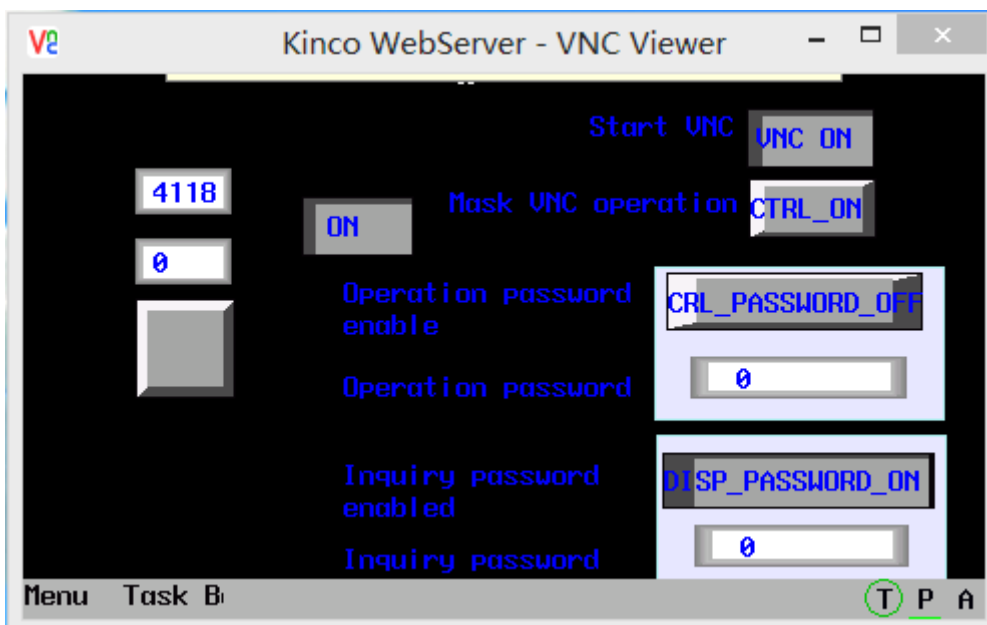 Kinco WebServer - VNC Viewer
Start VNC
VNC ON
4118
ON
Mask VNC operation
CTRL_ON
0
Operation password
enable
CRL_PASSWORD_OFF
Operation password
0
Inquiry password
enabled
DISP_PASSWORD_ON
Inquiry password
0
Menu
Task B
T
P
A